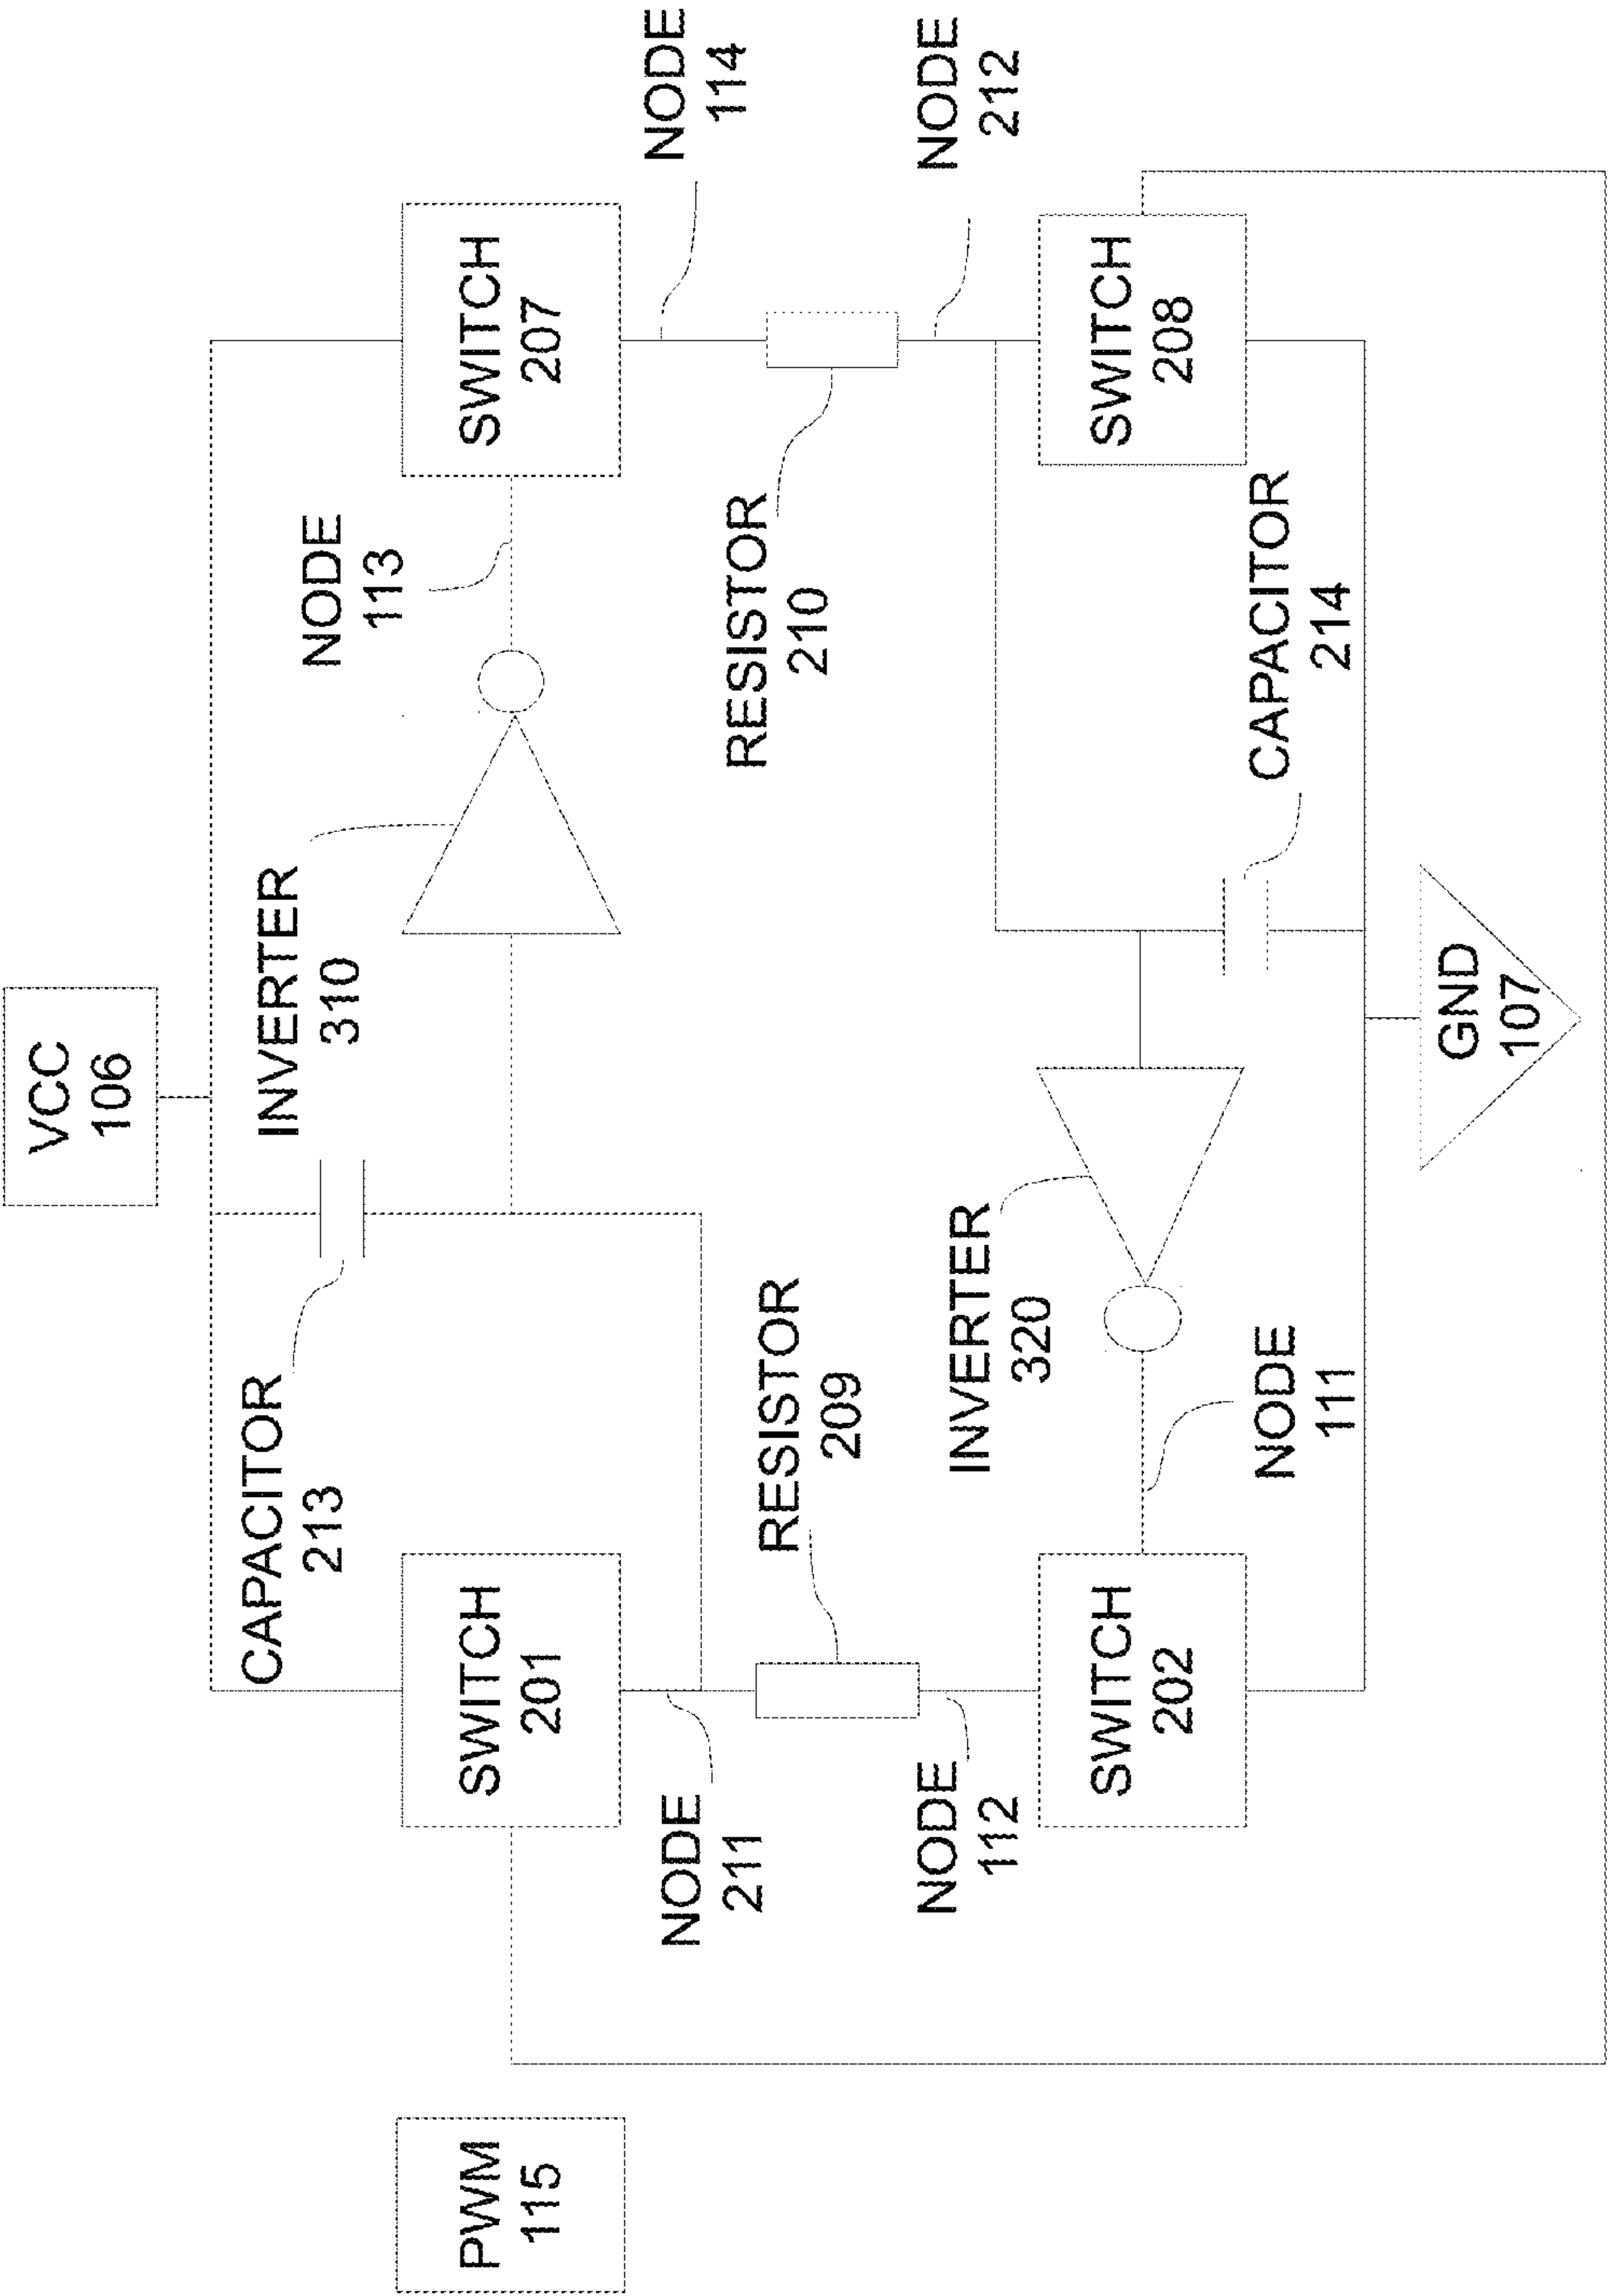 VCC
106
CAPACITOR
213
INVERTER
310
NODE
113
SWITCH
201
SWITCH
207
PWM
115
NODE
211
NODE
114
RESISTOR
209
RESISTOR
210
NODE
112
NODE
212
INVERTER
320
SWITCH
202
SWITCH
208
NODE
111
CAPACITOR
214
GND
107